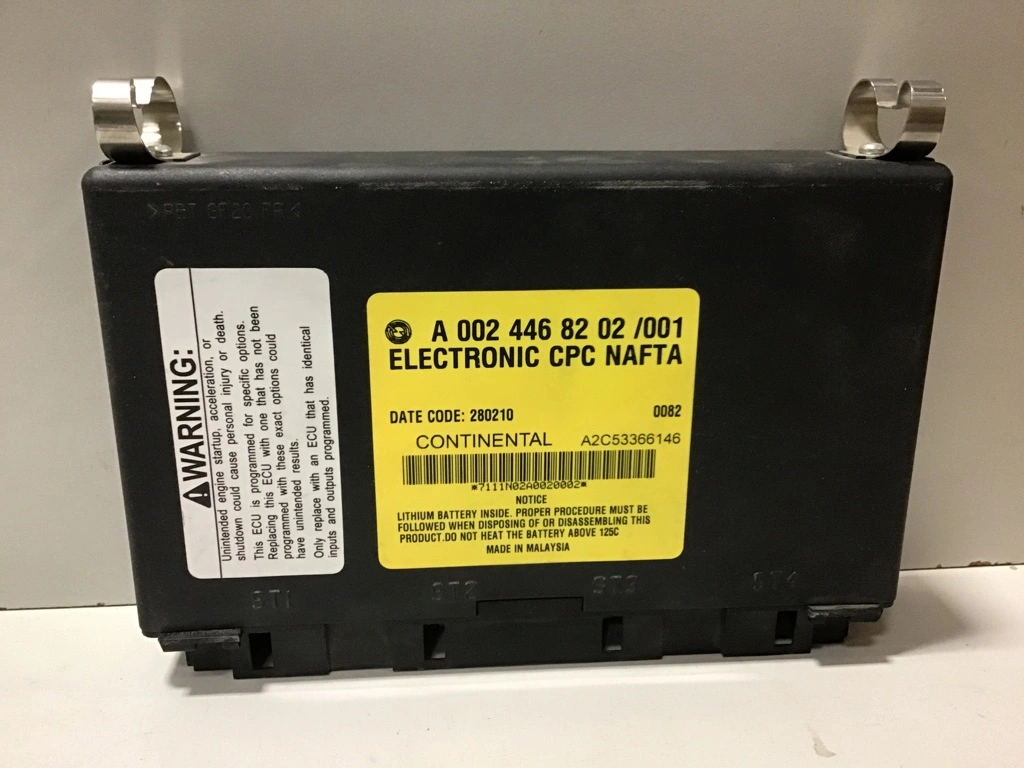 >PBT GF20 FR<
⚠WARNING:
Unintended engine startup, acceleration, or
shutdown could cause personal injury or death.
This ECU is programmed for specific options.
Replacing this ECU with one that has not been
programmed with these exact options could
have unintended results.
Only replace with an ECU that has identical
inputs and outputs programmed.
A 002 446 82 02 /001
ELECTRONIC CPC NAFTA
DATE CODE: 280210 0082
CONTINENTAL A2C53366146
*7111N02A0020002*
NOTICE
LITHIUM BATTERY INSIDE. PROPER PROCEDURE MUST BE
FOLLOWED WHEN DISPOSING OF OR DISASSEMBLING THIS
PRODUCT.DO NOT HEAT THE BATTERY ABOVE 125C
MADE IN MALAYSIA
ST1 ST2 ST3 ST4